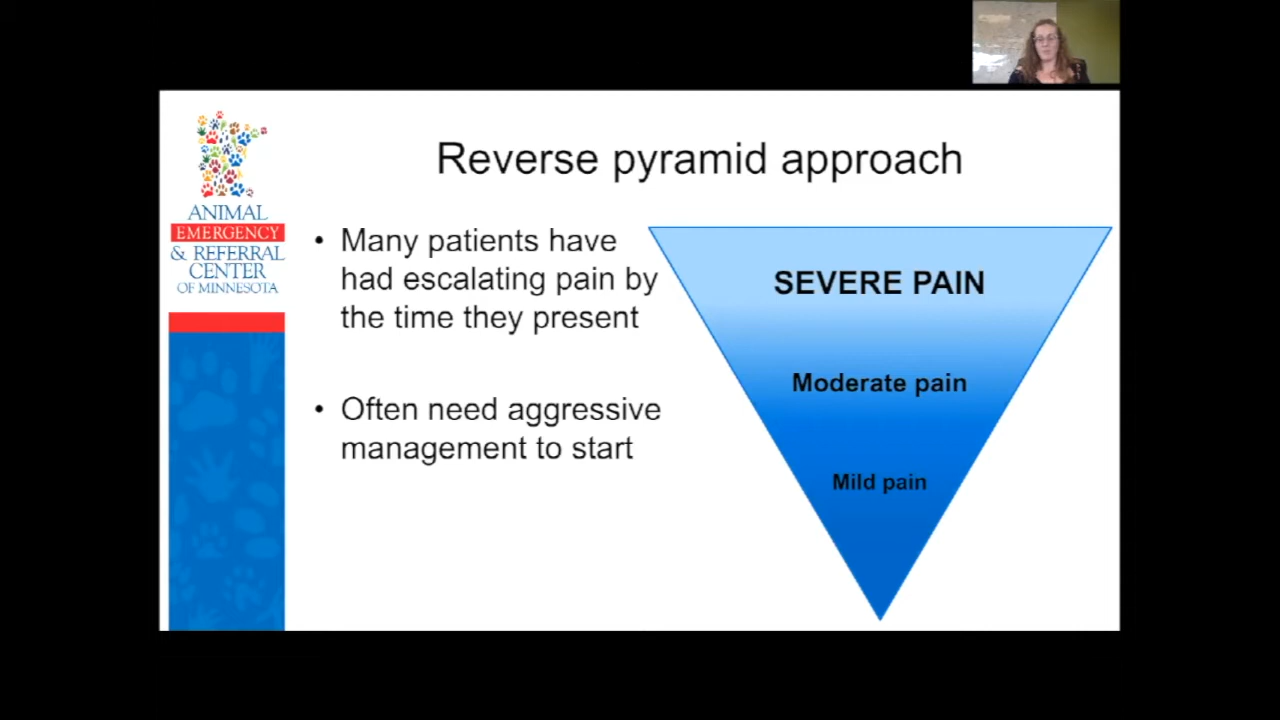 Reverse pyramid approach
ANIMAL
EMERGENCY
& REFERRAL
CENTER
OF MINNESOTA
• Many patients have
had escalating pain by
the time they present
• Often need aggressive
management to start
SEVERE PAIN
Moderate pain
Mild pain